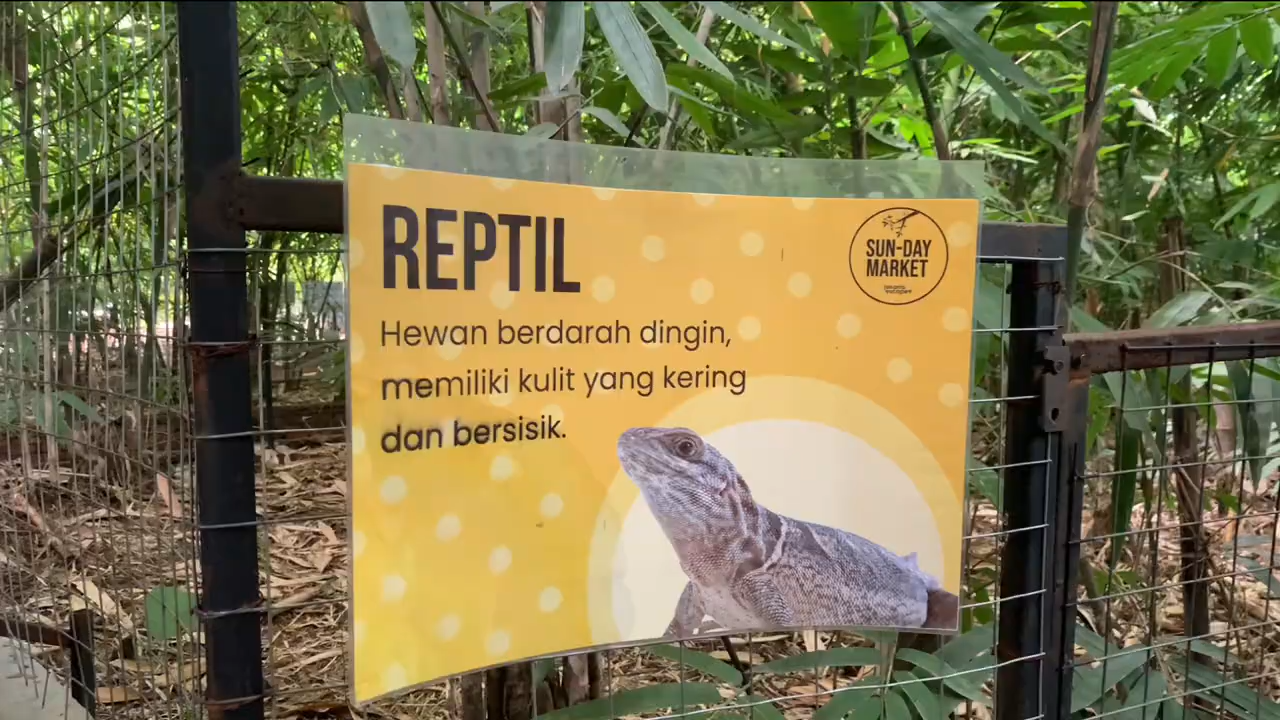 REPTIL
Hewan berdarah dingin,
memiliki kulit yang kering
dan bersisik.
SUN-DAY
MARKET